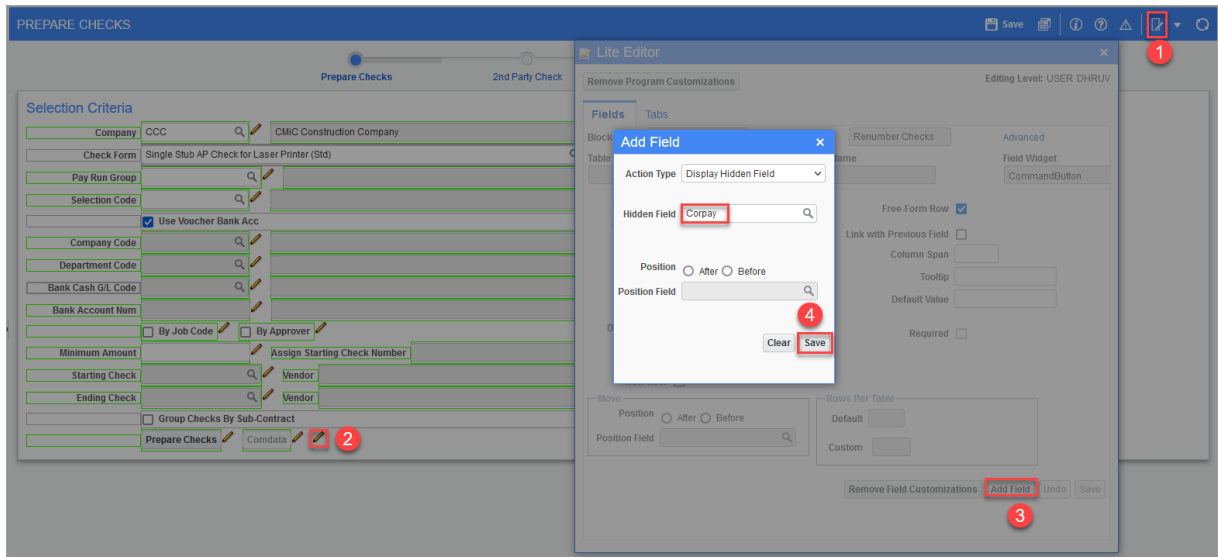 PREPARE CHECKS
Save
1
Prepare Checks
2nd Party Check
Selection Criteria
Company CCC CMiC Construction Company
Check Form Single Stub AP Check for Laser Printer (Std)
Pay Run Group
Selection Code
Use Voucher Bank Acc
Company Code
Department Code
Bank Cash G/L Code
Bank Account Num
By Job Code By Approver
Minimum Amount Assign Starting Check Number
Starting Check Vendor
Ending Check Vendor
Group Checks By Sub-Contract
Prepare Checks Comdata 2
Lite Editor
Remove Program Customizations Editing Level: USER DHRUV
Fields Tabs
Block Renumber Checks Advanced
Table Field Widget
CommandButton
Free-Form Row
Link with Previous Field
Column Span
Tooltip
Default Value
Required
Move
Position After Before
Position Field
Rows Per Table
Default
Custom
Remove Field Customizations Add Field Undo Save
3
Add Field
Action Type Display Hidden Field
Hidden Field Corpay
Position After Before
Position Field
4
Clear Save